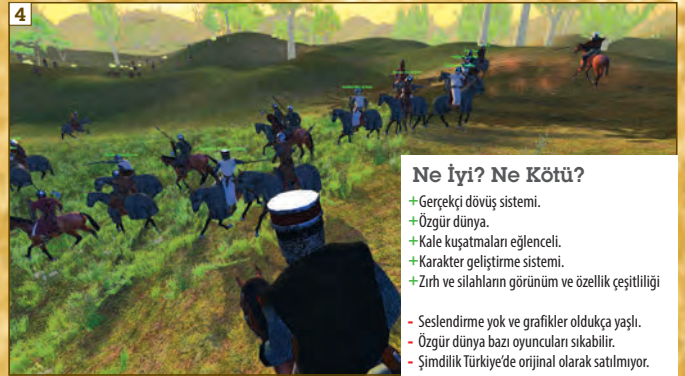 4
Ne İyi? Ne Kötü?
+Gerçekçi dövüş sistemi.
+Özgür dünya.
+Kale kuşatmaları eğlenceli.
+Karakter geliştirme sistemi.
+Zırh ve silahların görünüm ve özellik çeşitliliği
- Seslendirme yok ve grafikler oldukça yaşlı.
- Özgür dünya bazı oyuncuları sıkabilir.
- Şimdilik Türkiye'de orijinal olarak satılmıyor.